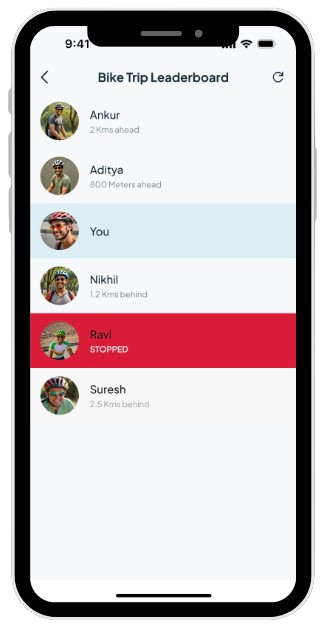 9:41
Bike Trip Leaderboard
Ankur
2 Kms ahead
Aditya
800 Meters ahead
You
Nikhil
1.2 Kms behind
Ravi
STOPPED
Suresh
2.5 Kms behind